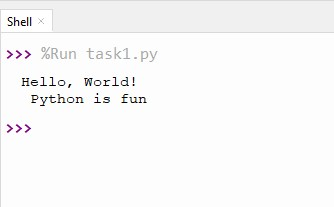 Shell ×
>>> %Run task1.py
Hello, World!
 Python is fun
>>>